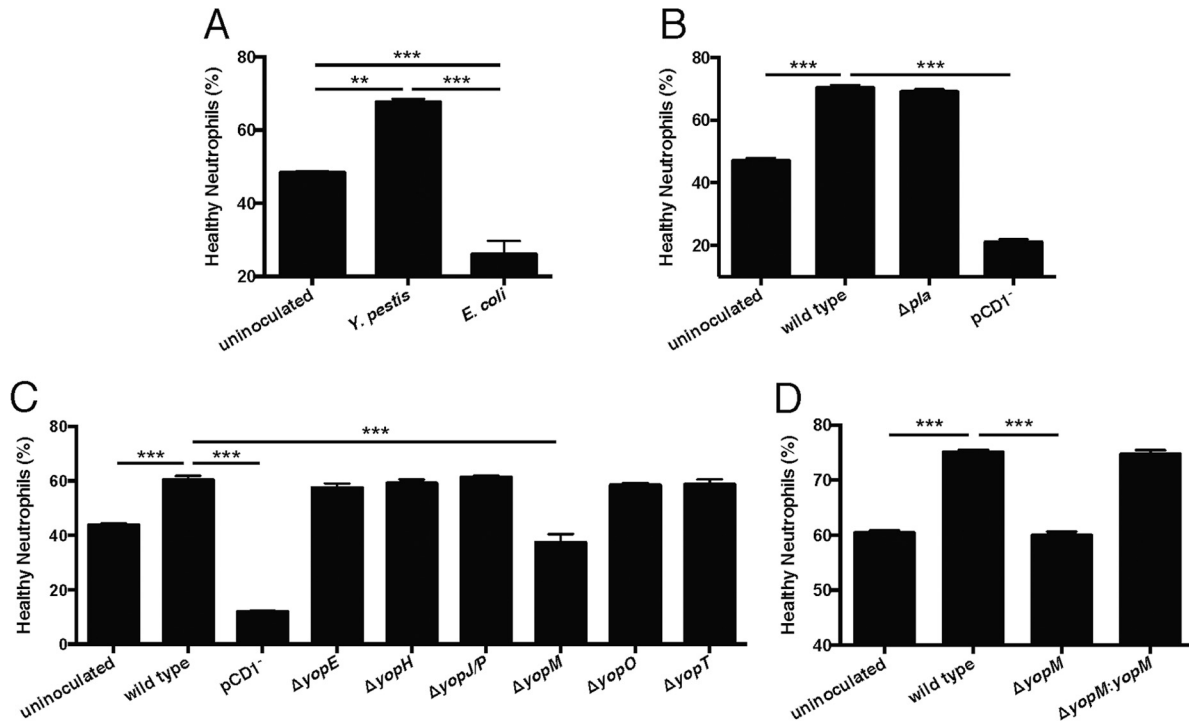 A
Healthy Neutrophils (%)
80
60
40
20
***
**
***
uninoculated
Y. pestis
E. coli
B
Healthy Neutrophils (%)
80
60
40
20
***
***
uninoculated
wild type
Δpla
pCD1⁻
C
Healthy Neutrophils (%)
80
60
40
20
0
***
***
***
uninoculated
wild type
pCD1⁻
ΔyopE
ΔyopH
ΔyopJ/P
ΔyopM
ΔyopO
ΔyopT
D
Healthy Neutrophils (%)
80
70
60
50
40
***
***
uninoculated
wild type
ΔyopM
ΔyopM:yopM